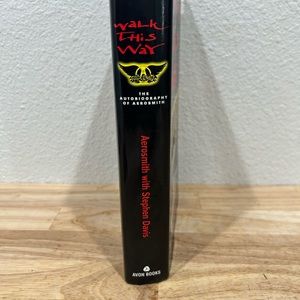 WALK
THIS
WAY
THE
AUTOBIOGRAPHY
OF AEROSMITH
Aerosmith with Stephen Davis
AVON BOOKS